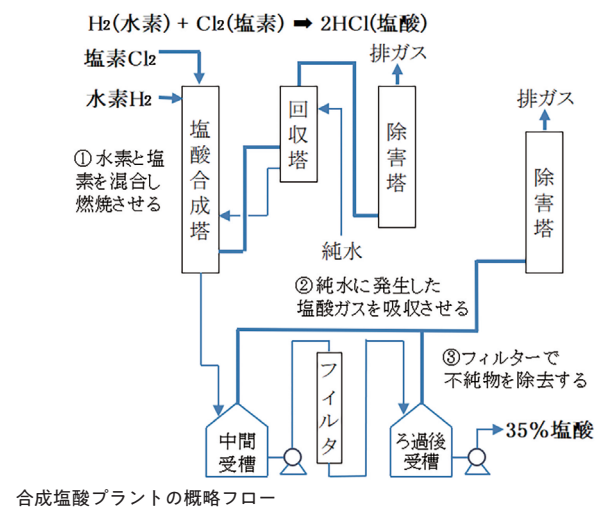 H₂(水素) + Cl₂(塩素) ➡ 2HCl(塩酸)
塩素Cl₂
水素H₂
①水素と塩
素を混合し
燃焼させる
塩酸合成塔
回収塔
排ガス
除害塔
純水
排ガス
除害塔
②純水に発生した
塩酸ガスを吸収させる
③フィルターで
不純物を除去する
中間
受槽
フィルタ
ろ過後
受槽
35%塩酸
合成塩酸プラントの概略フロー